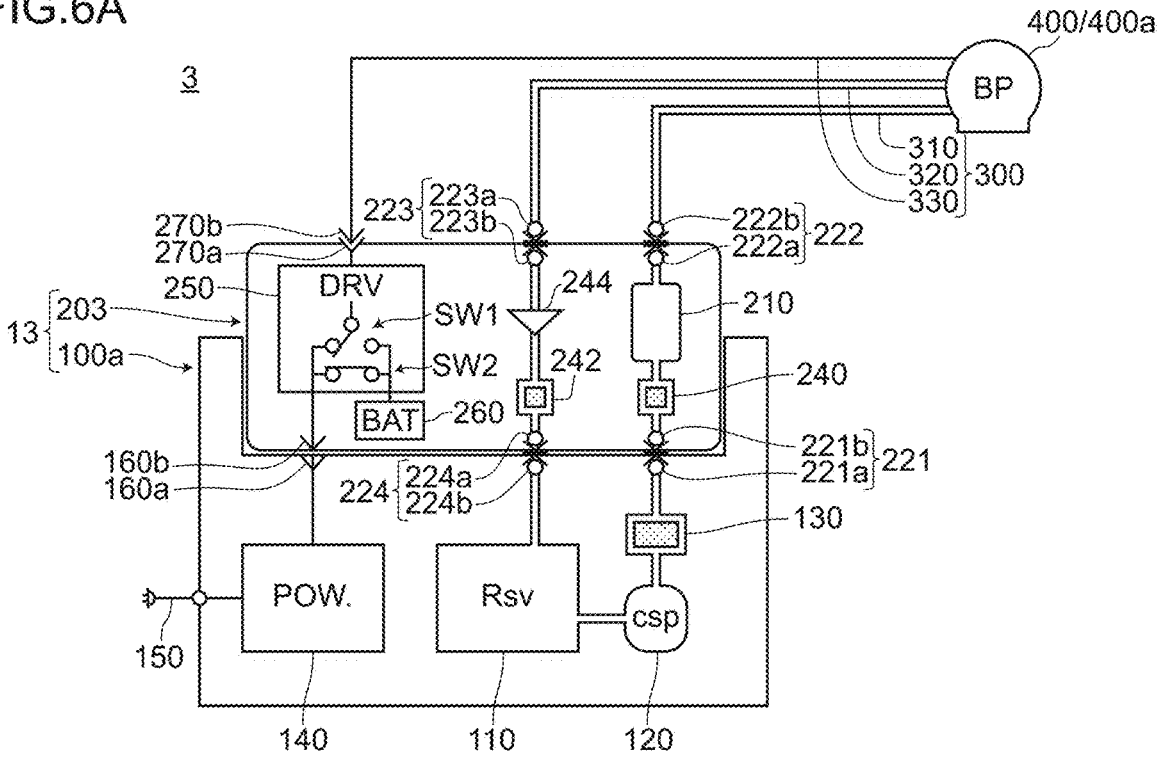 FIG.6A
400/400a
3
BP
310
320
300
330
223a
223
223b
222b
222
222a
270b
270a
250
DRV
244
210
203
SW1
13
100a
SW2
242
240
BAT
260
160b
160a
224a
224
224b
221b
221
221a
130
POW.
Rsv
csp
150
140
110
120